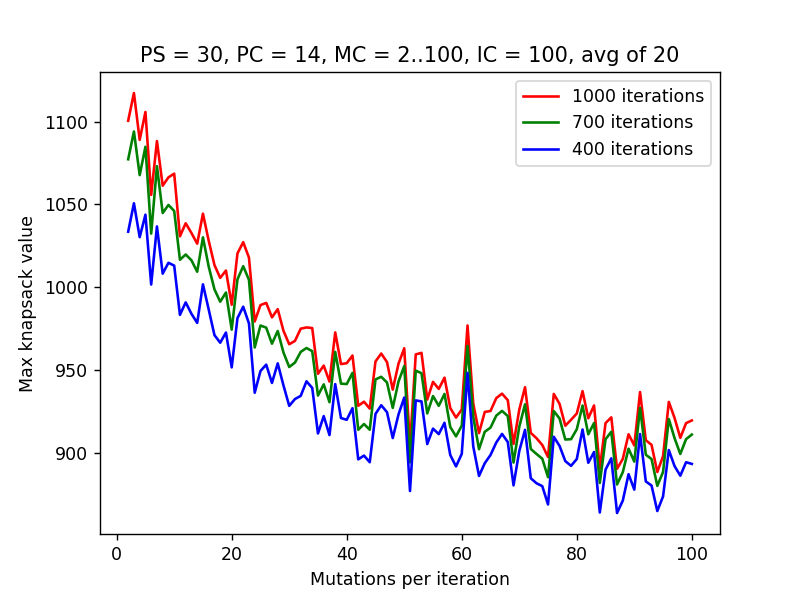 PS = 30, PC = 14, MC = 2..100, IC = 100, avg of 20
1000 iterations
700 iterations
400 iterations
Max knapsack value
1100
1050
1000
950
900
0 20 40 60 80 100
Mutations per iteration